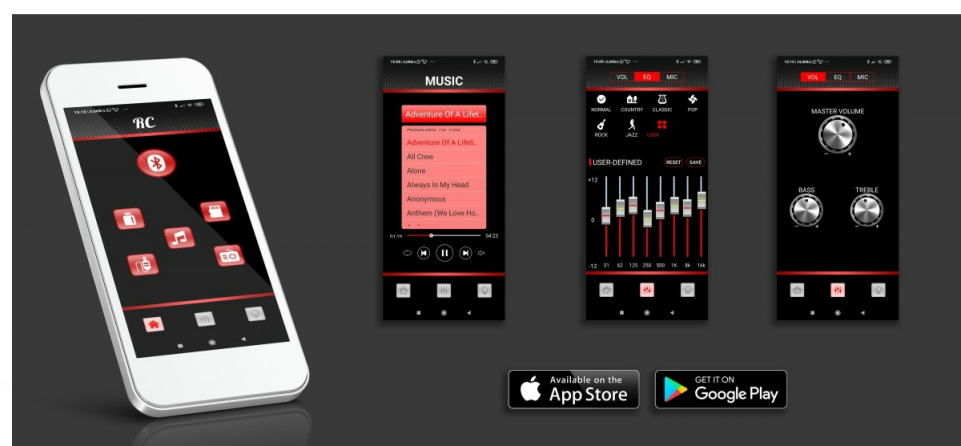 RC
MUSIC
Adventure Of A Lifet..
Adventure Of A Lifeti..
All Crew
Alone
Always In My Head
Anonymous
Anthem (We Love Ho..
04:23
VOL EQ MIC
NORMAL COUNTRY CLASSIC POP
ROCK JAZZ USER
USER-DEFINED RESET SAVE
+12
0
-12 31 62 125 250 500 1K 8k 16k
VOL EQ MIC
MASTER VOLUME
- +
BASS TREBLE
- + - +
Available on the
App Store
GET IT ON
Google Play